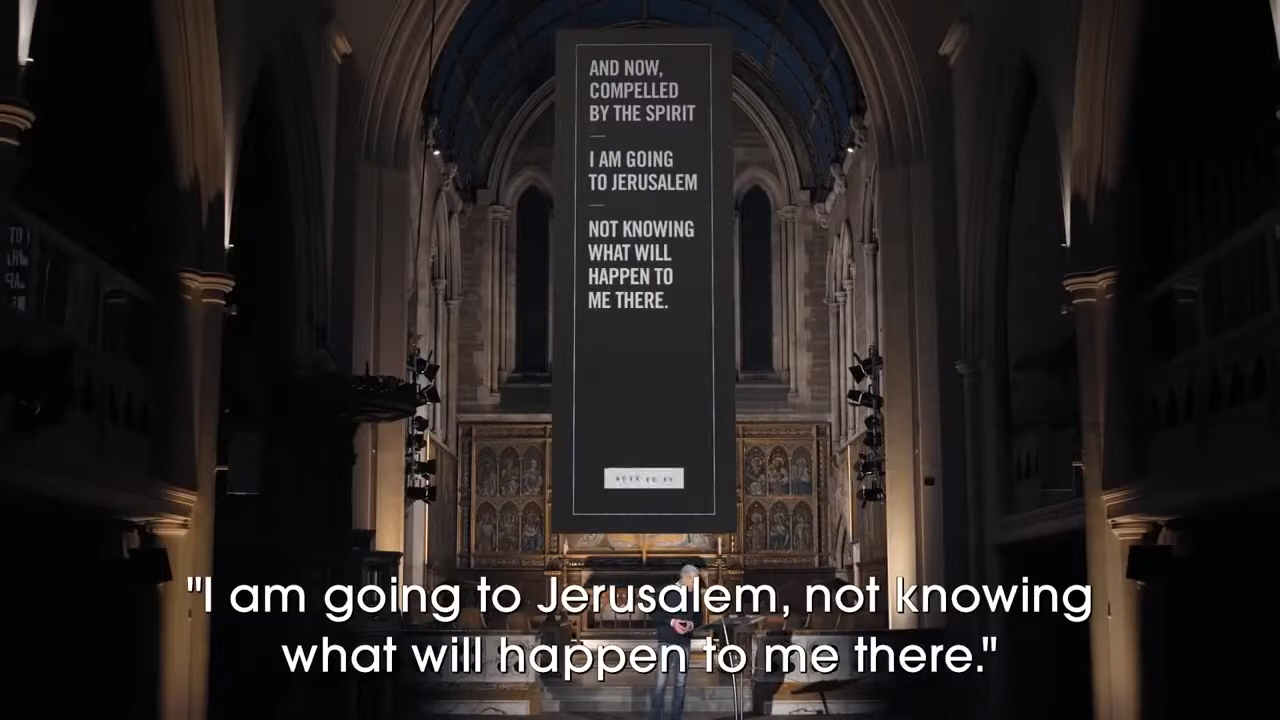 AND NOW,
COMPELLED
BY THE SPIRIT
I AM GOING
TO JERUSALEM
NOT KNOWING
WHAT WILL
HAPPEN TO
ME THERE.
"I am going to Jerusalem, not knowing
what will happen to me there."